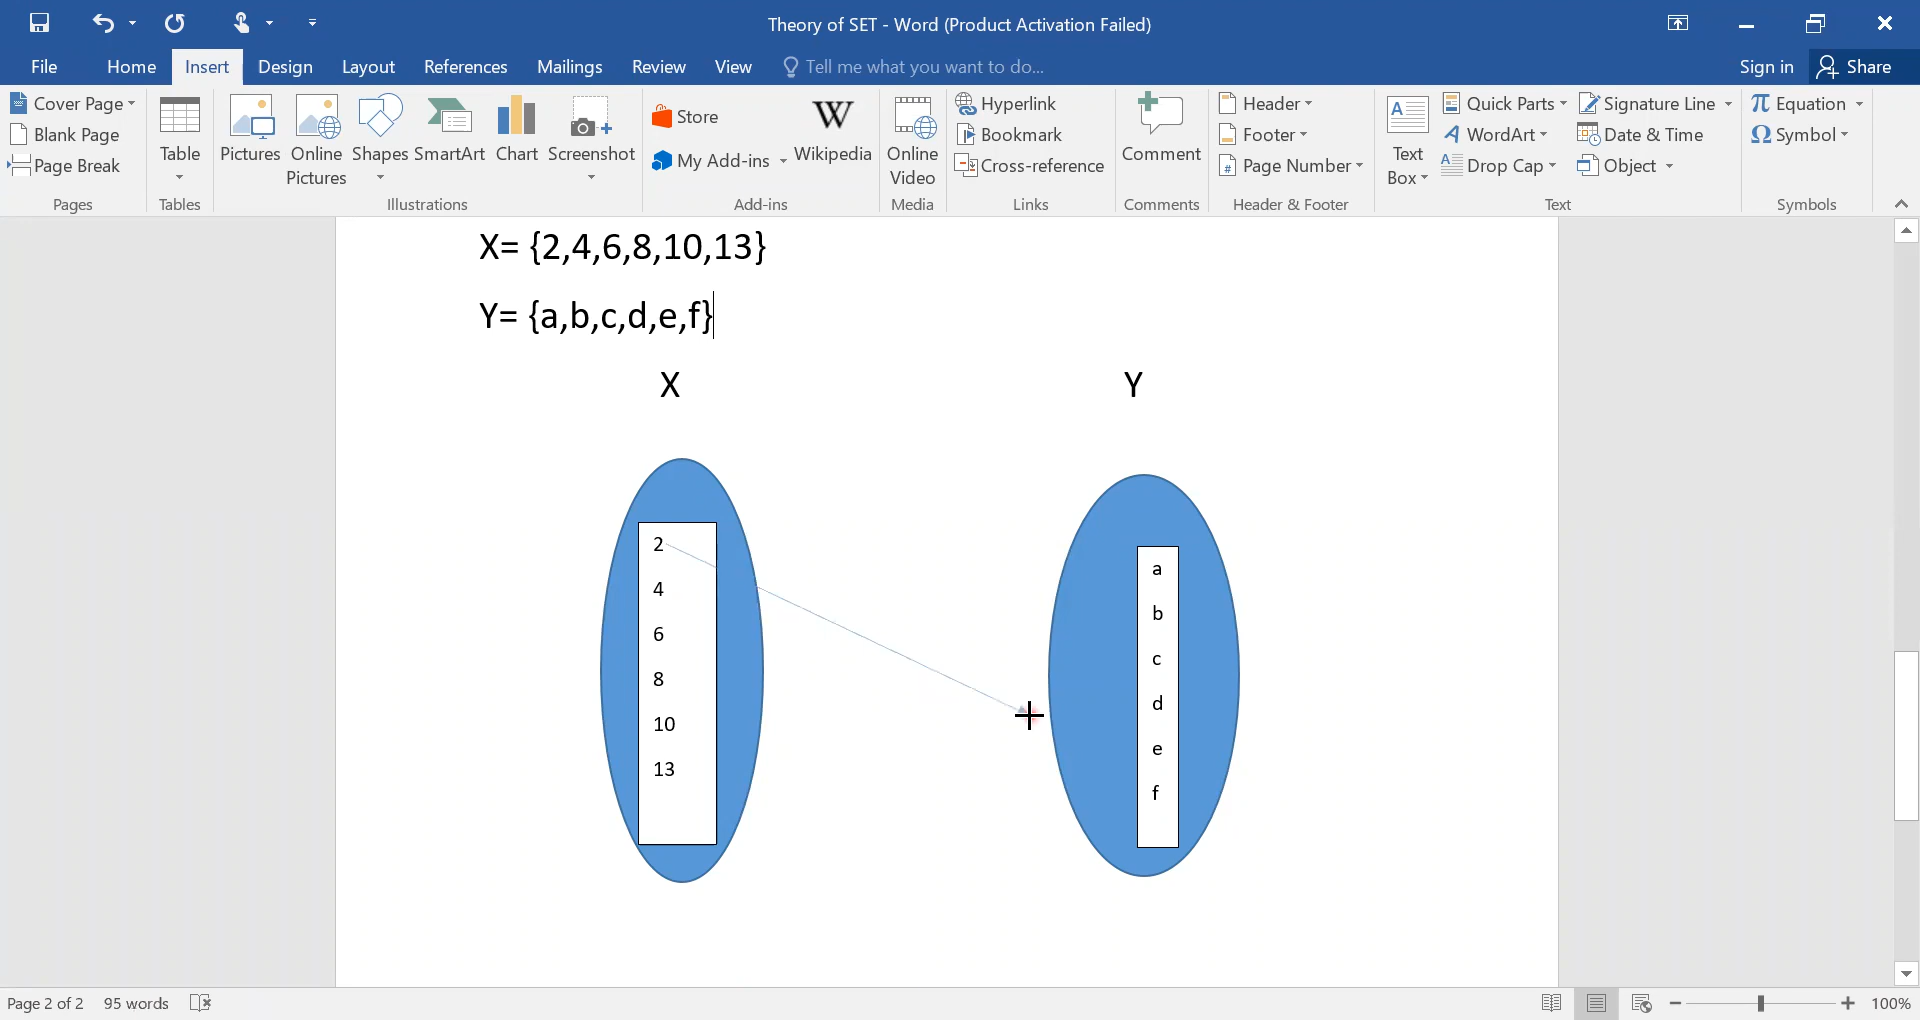 Theory of SET - Word (Product Activation Failed)
File Home Insert Design Layout References Mailings Review View Tell me what you want to do... Sign in Share
Cover Page
Blank Page
Page Break
Pages
Table
Tables
Pictures
Online Pictures
Shapes
SmartArt
Chart
Screenshot
Illustrations
Store
My Add-ins
W
Wikipedia
Add-ins
Online Video
Media
Hyperlink
Bookmark
Cross-reference
Links
Comment
Comments
Header
Footer
Page Number
Header & Footer
Text Box
Quick Parts
WordArt
Drop Cap
Signature Line
Date & Time
Object
Text
Equation
Symbol
Symbols
X= {2,4,6,8,10,13}
Y= {a,b,c,d,e,f}
X Y
2
4
6
8
10
13
a
b
c
d
e
f
Page 2 of 2 95 words 100%